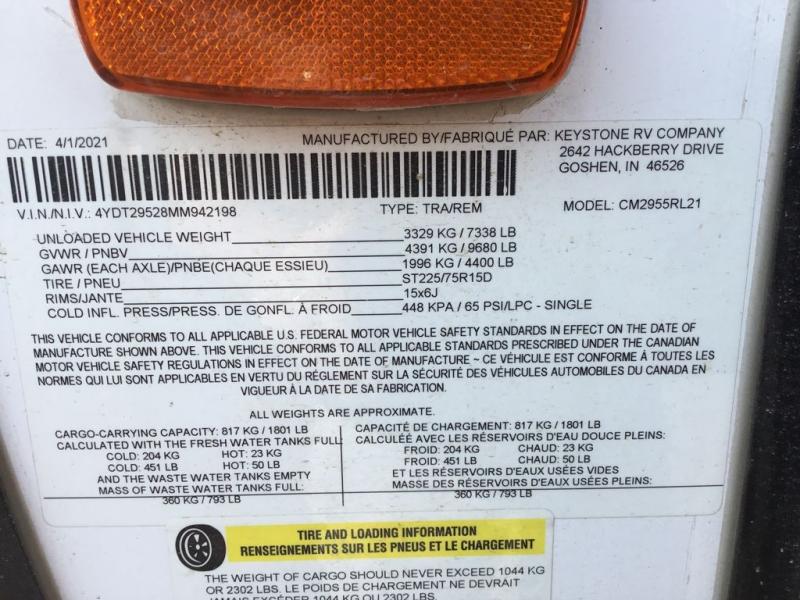 DATE: 4/1/2021
MANUFACTURED BY/FABRIQUÉ PAR: KEYSTONE RV COMPANY
2642 HACKBERRY DRIVE
GOSHEN, IN 46526
V.I.N./N.I.V.: 4YDT29528MM942198 TYPE: TRA/REM MODEL: CM2955RL21
UNLOADED VEHICLE WEIGHT 3329 KG / 7338 LB
GVWR / PNBV 4391 KG / 9680 LB
GAWR (EACH AXLE)/PNBE(CHAQUE ESSIEU) 1996 KG / 4400 LB
TIRE / PNEU ST225/75R15D
RIMS/JANTE 15x6J
COLD INFL. PRESS/PRESS. DE GONFL. À FROID 448 KPA / 65 PSI/LPC - SINGLE
THIS VEHICLE CONFORMS TO ALL APPLICABLE U.S. FEDERAL MOTOR VEHICLE SAFETY STANDARDS IN EFFECT ON THE DATE OF
MANUFACTURE SHOWN ABOVE. THIS VEHICLE CONFORMS TO ALL APPLICABLE STANDARDS PRESCRIBED UNDER THE CANADIAN
MOTOR VEHICLE SAFETY REGULATIONS IN EFFECT ON THE DATE OF MANUFACTURE ~ CE VÉHICULE EST CONFORME À TOUTES LES
NORMES QUI LUI SONT APPLICABLES EN VERTU DU RÉGLEMENT SUR LA SÉCURITÉ DES VÉHICULES AUTOMOBILES DU CANADA EN
VIGUEUR À LA DATE DE SA FABRICATION.
ALL WEIGHTS ARE APPROXIMATE.
CARGO-CARRYING CAPACITY: 817 KG / 1801 LB
CALCULATED WITH THE FRESH WATER TANKS FULL
COLD: 204 KG HOT: 23 KG
COLD: 451 LB HOT: 50 LB
AND THE WASTE WATER TANKS EMPTY
MASS OF WASTE WATER TANKS FULL:
360 KG / 793 LB
CAPACITÉ DE CHARGEMENT: 817 KG / 1801 LB
CALCULÉE AVEC LES RÉSERVOIRS D'EAU DOUCE PLEINS:
FROID: 204 KG CHAUD: 23 KG
FROID: 451 LB CHAUD: 50 LB
ET LES RÉSERVOIRS D'EAUX USÉES VIDES
MASSE DES RÉSERVOIRS D'EAUX USÉES PLEINS:
360 KG / 793 LB
TIRE AND LOADING INFORMATION
RENSEIGNEMENTS SUR LES PNEUS ET LE CHARGEMENT
THE WEIGHT OF CARGO SHOULD NEVER EXCEED 1044 KG
OR 2302 LBS. LE POIDS DE CHARGEMENT NE DEVRAIT
JAMAIS EXCÉDER 1044 KG OU 2302 LBS.